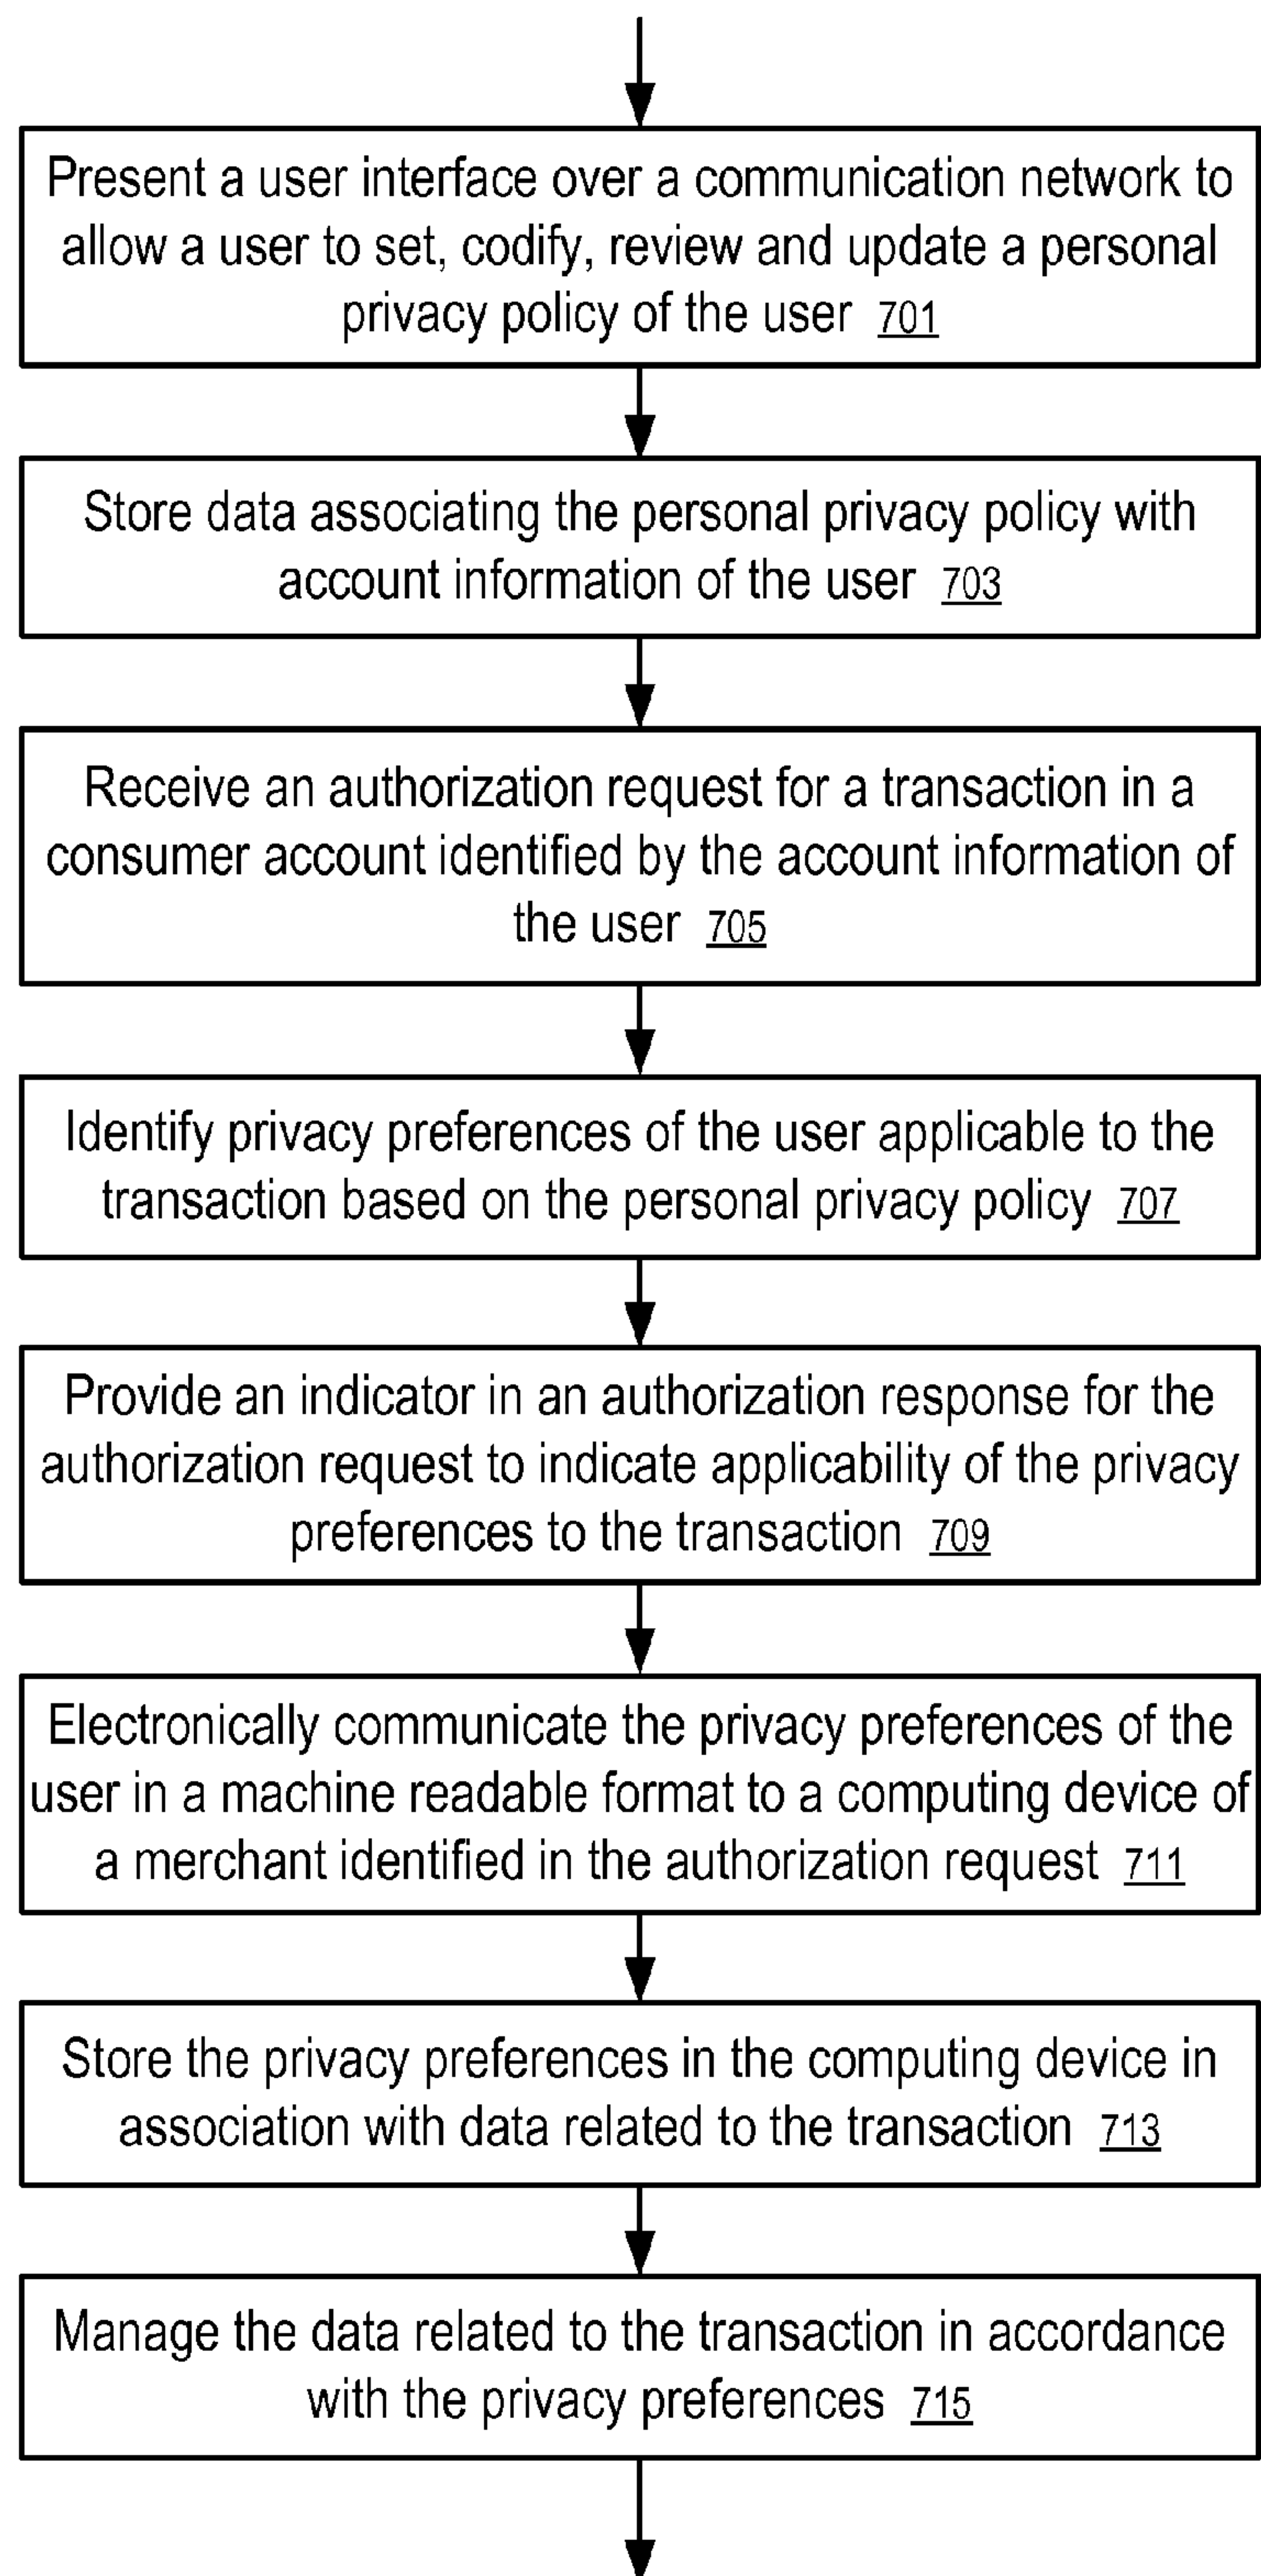 Present a user interface over a communication network to
allow a user to set, codify, review and update a personal
privacy policy of the user 701
Store data associating the personal privacy policy with
account information of the user 703
Receive an authorization request for a transaction in a
consumer account identified by the account information of
the user 705
Identify privacy preferences of the user applicable to the
transaction based on the personal privacy policy 707
Provide an indicator in an authorization response for the
authorization request to indicate applicability of the privacy
preferences to the transaction 709
Electronically communicate the privacy preferences of the
user in a machine readable format to a computing device of
a merchant identified in the authorization request 711
Store the privacy preferences in the computing device in
association with data related to the transaction 713
Manage the data related to the transaction in accordance
with the privacy preferences 715